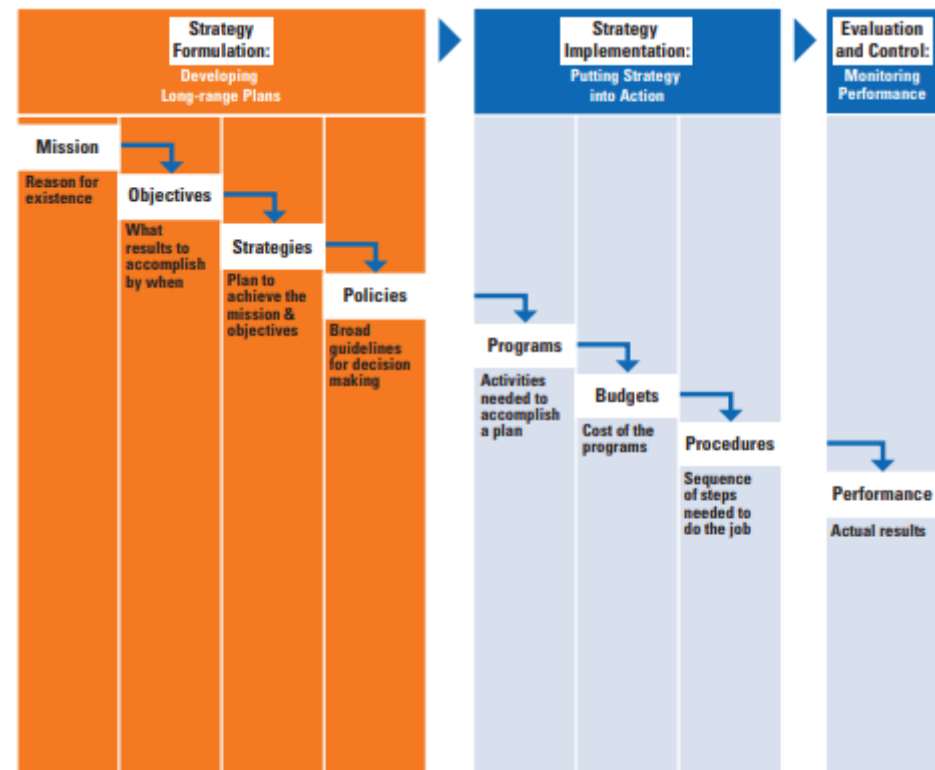 Strategy
Formulation:
Developing
Long-range Plans
Strategy
Implementation:
Putting Strategy
into Action
Evaluation
and Control:
Monitoring
Performance
Mission
Reason for
existence
Objectives
What
results to
accomplish
by when
Strategies
Plan to
achieve the
mission &
objectives
Policies
Broad
guidelines
for decision
making
Programs
Activities
needed to
accomplish
a plan
Budgets
Cost of the
programs
Procedures
Sequence
of steps
needed to
do the job
Performance
Actual results